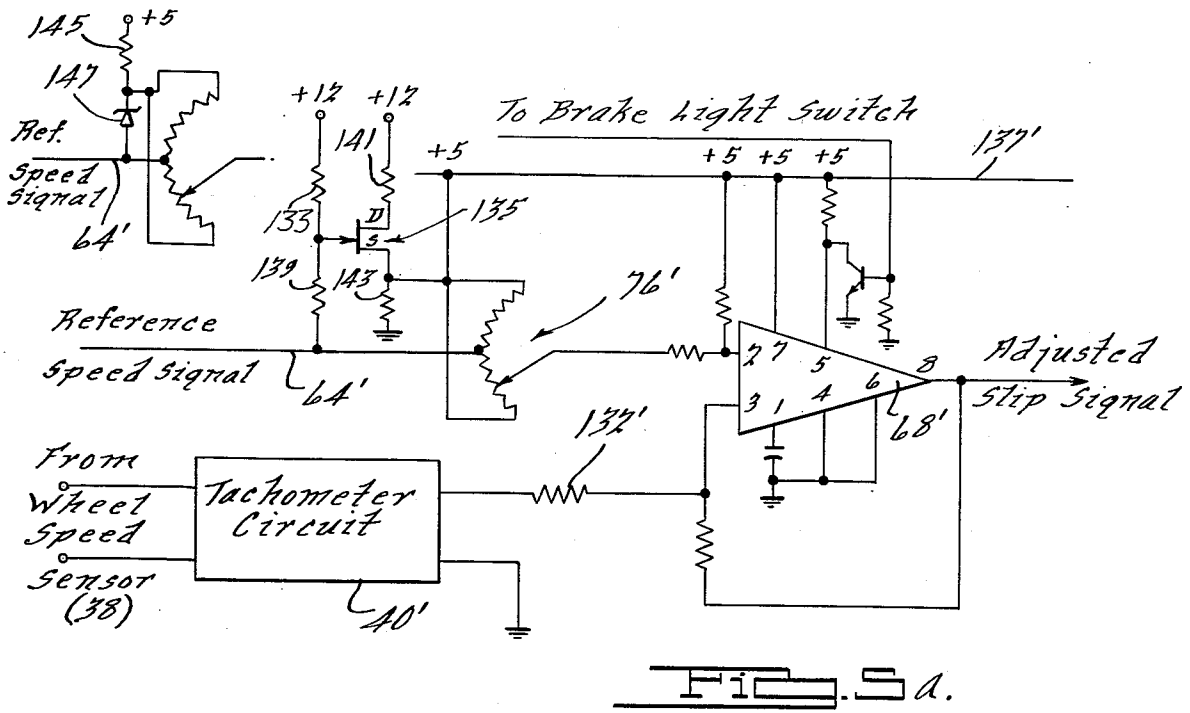 145
+5
147
Ref.
Speed
Signal
64'
+12 +12
141
133
D
S
135
139
143
+5
To Brake Light Switch
+5 +5 +5
137'
76'
Reference
Speed Signal
64'
2 7 5 8
3 1 4 6
68'
Adjusted
Slip Signal
132'
From
Wheel
Speed
Sensor
(38)
Tachometer
Circuit
40'
Fig. 5a.